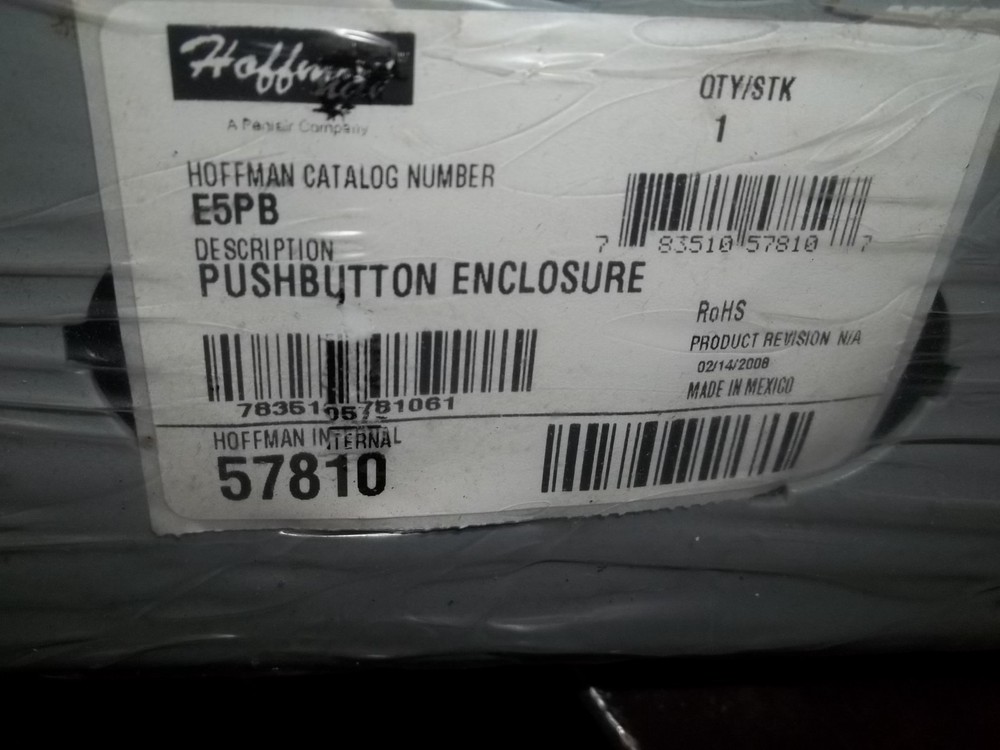 Hoffman
A Pentair Company
QTY/STK
1
HOFFMAN CATALOG NUMBER
E5PB
7 83510 57810 7
DESCRIPTION
PUSHBUTTON ENCLOSURE
RoHS
PRODUCT REVISION N/A
02/14/2008
MADE IN MEXICO
7835105781061
HOFFMAN INTERNAL
57810